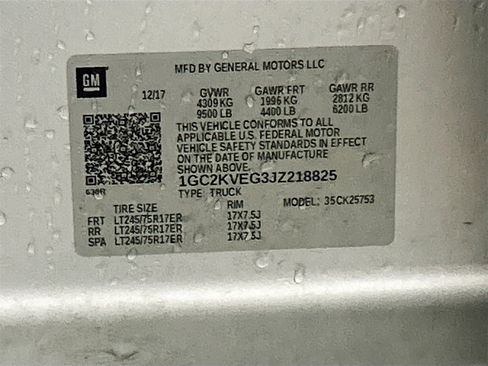 GM
MFD BY GENERAL MOTORS LLC
12/17 GVWR GAWR FRT GAWR RR
4309 KG 1996 KG 2812 KG
9500 LB 4400 LB 6200 LB
THIS VEHICLE CONFORMS TO ALL
APPLICABLE U.S. FEDERAL MOTOR
VEHICLE SAFETY STANDARDS IN EFFECT
ON THE DATE OF MANUFACTURE
SHOWN ABOVE.
1GC2KVEG3JZ218825
TYPE: TRUCK MODEL: 35CK25753
TIRE SIZE RIM
FRT LT245/75R17ER 17X7.5J
RR LT245/75R17ER 17X7.5J
SPA LT245/75R17ER 17X7.5J